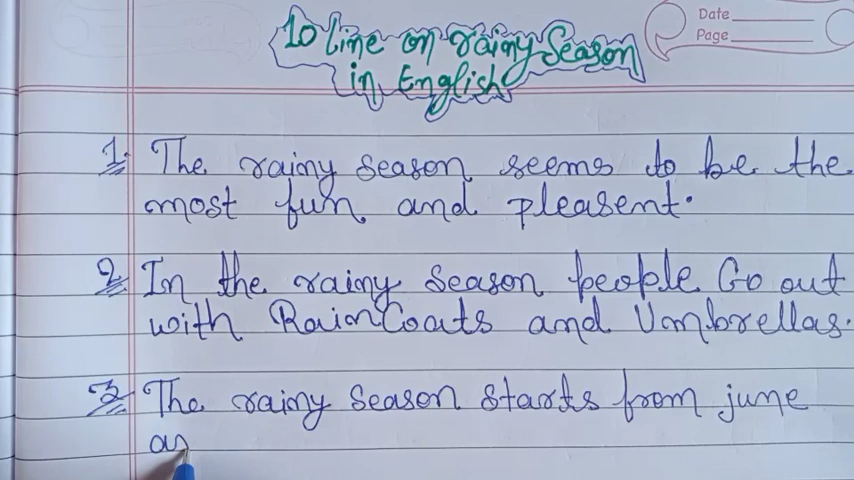 10 line on rainy Season
in English
Date
Page
1. The rainy season seems to be the
most fun and pleasent.
2. In the rainy season people Go out
with RainCoats and Umbrellas.
3. The rainy season starts from june
an